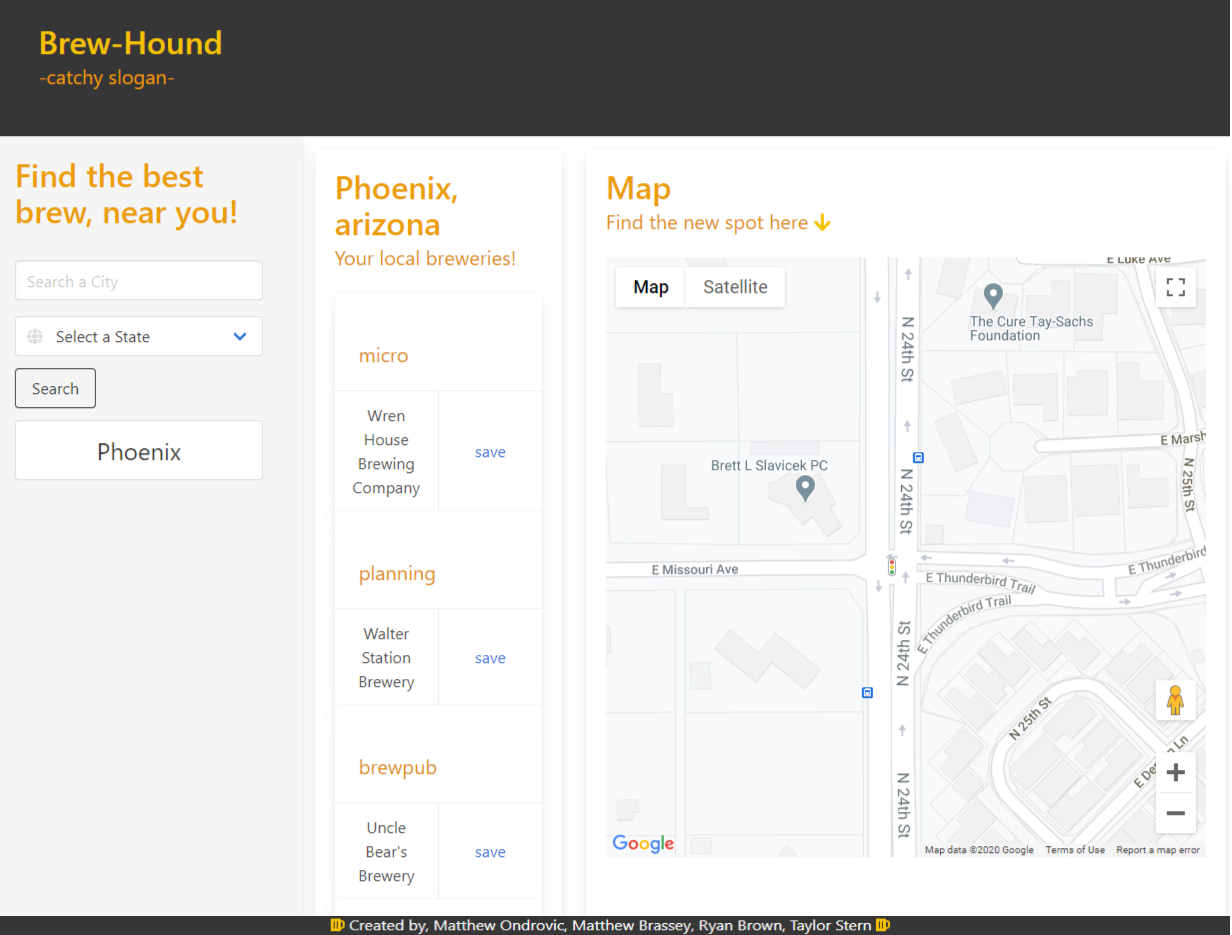 Brew-Hound
-catchy slogan-
Find the best
brew, near you!
Search a City
Select a State
Search
Phoenix
Phoenix,
arizona
Your local breweries!
micro
Wren
House
Brewing
Company
save
planning
Walter
Station
Brewery
save
brewpub
Uncle
Bear's
Brewery
save
Map
Find the new spot here
Map
Satellite
E Luke Ave
The Cure Tay-Sachs
Foundation
N 24th St
E Marsh
Brett L Slavicek PC
N 24th St
N 25th St
E Missouri Ave
E Thunderbird Trail
E Thunderbird
E Thunderbird Trail
N 24th St
N 25th St
N 24th St
Google
Map data ©2020 Google
Terms of Use
Report a map error
Created by, Matthew Ondrovic, Matthew Brassey, Ryan Brown, Taylor Stern